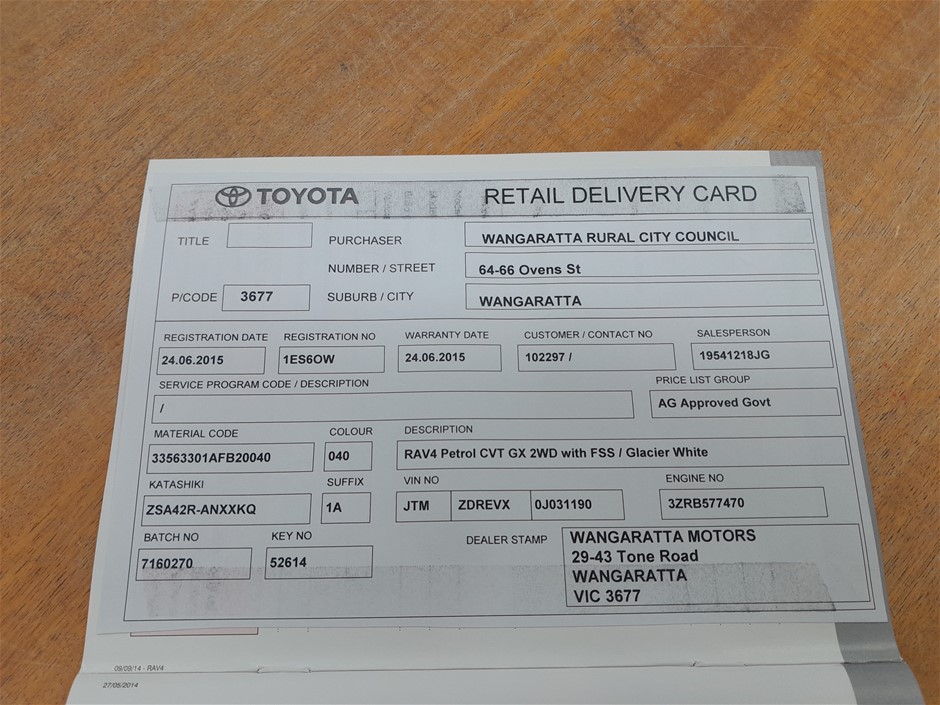 TOYOTA RETAIL DELIVERY CARD
TITLE PURCHASER WANGARATTA RURAL CITY COUNCIL
NUMBER / STREET 64-66 Ovens St
P/CODE 3677 SUBURB / CITY WANGARATTA
REGISTRATION DATE REGISTRATION NO WARRANTY DATE CUSTOMER / CONTACT NO SALESPERSON
24.06.2015 1ES6OW 24.06.2015 102297 / 19541218JG
SERVICE PROGRAM CODE / DESCRIPTION PRICE LIST GROUP
/ AG Approved Govt
MATERIAL CODE COLOUR DESCRIPTION
33563301AFB20040 040 RAV4 Petrol CVT GX 2WD with FSS / Glacier White
KATASHIKI SUFFIX VIN NO ENGINE NO
ZSA42R-ANXXKQ 1A JTM ZDREVX 0J031190 3ZRB577470
BATCH NO KEY NO DEALER STAMP WANGARATTA MOTORS
7160270 52614 29-43 Tone Road
WANGARATTA
VIC 3677
09/09/14 - RAV4
27/05/2014